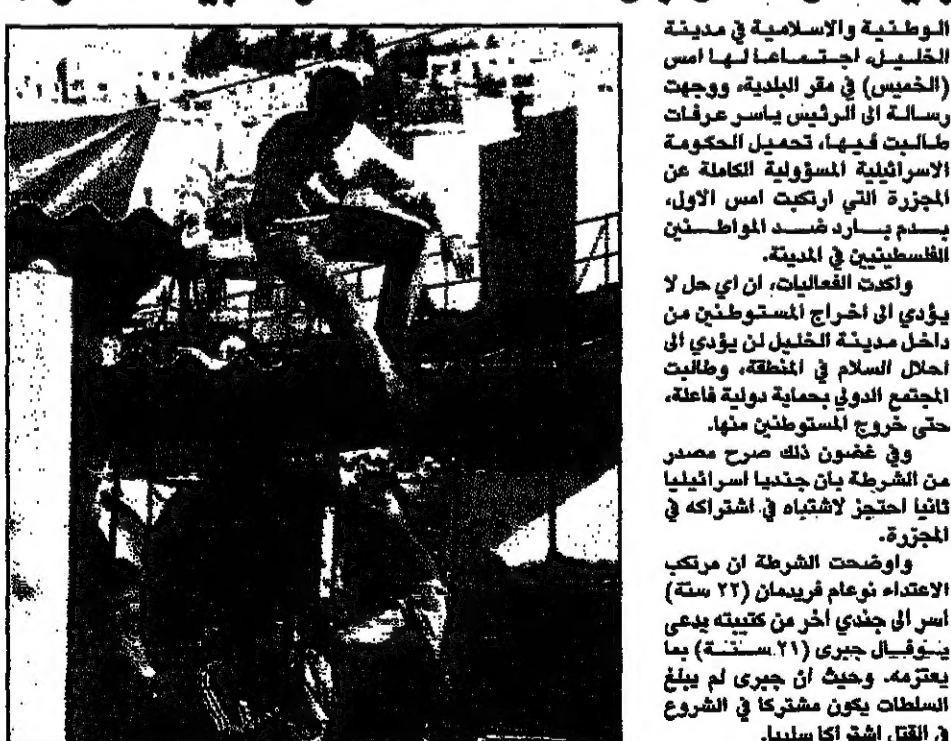 الوطنية والاسلامية في مدينة
الخليل، اجتماعا لها امس
(الخميس) في مقر البلدية، ووجهت
رسالة الى الرئيس ياسر عرفات
طالبت فيها، تحميل الحكومة
الاسرائيلية المسؤولية الكاملة عن
المجزرة التي ارتكبت امس الاول،
بدم بارد ضد المواطنين
الفلسطينيين في المدينة.
واكدت الفعاليات، ان اي حل لا
يؤدي الى اخراج المستوطنين من
داخل مدينة الخليل لن يؤدي الى
احلال السلام في المنطقة، وطالبت
المجتمع الدولي بحماية دولية فاعلة،
حتى خروج المستوطنين منها.
وفي غضون ذلك صرح مصدر
من الشرطة بان جنديا اسرائيليا
ثانيا احتجز لاشتباه في اشتراكه في
المجزرة.
واوضحت الشرطة ان مرتكب
الاعتداء نوعام فريدمان (٢٢ سنة)
اسر الى جندي اخر من كتيبته يدعى
ينوفال جبرى (٢١ سنة) بما
يعتزمه. وحيث ان جبرى لم يبلغ
السلطات يكون مشتركا في الشروع
في القتل اشتراكا سلبيا.